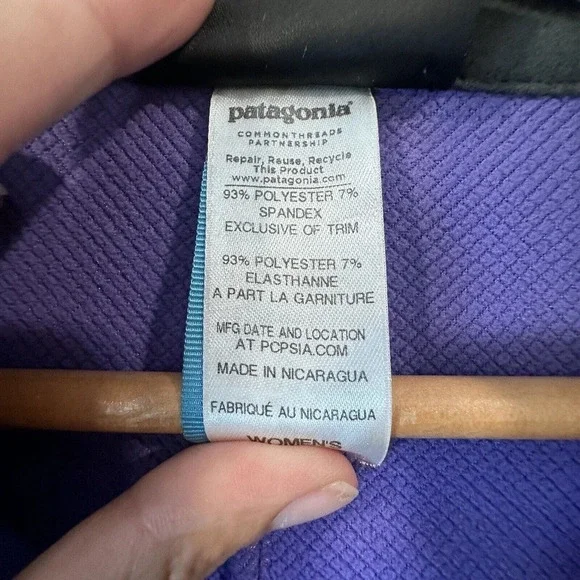 patagonia®
COMMONTHREADS
PARTNERSHIP
Repair, Reuse, Recycle
This Product
www.patagonia.com
93% POLYESTER 7%
SPANDEX
EXCLUSIVE OF TRIM
93% POLYESTER 7%
ELASTHANNE
A PART LA GARNITURE
MFG DATE AND LOCATION
AT PCPSIA.COM
MADE IN NICARAGUA
FABRIQUÉ AU NICARAGUA
WOMEN'S